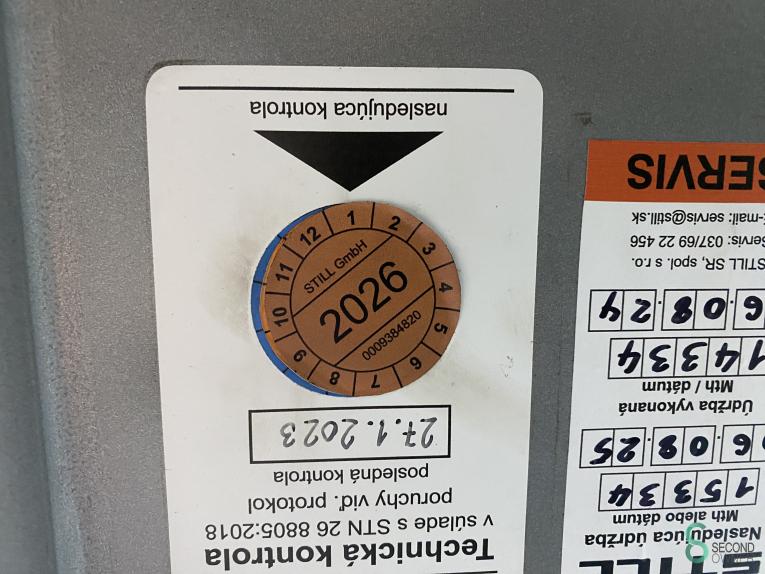 Technická kontrola
v súlade s STN 26 8805:2018
poruchy viď. protokol
posledná kontrola
27.1.2023
1 2 3 4 5 6 7 8 9 10 11 12
STILL GmbH
2026
0009384820
nasledujúca kontrola
Nasledujúca údržba
Mth alebo dátum
15334
6.08.25
Údržba vykonaná
Mth / dátum
14334
6.08.24
STILL, SR, spol. s r.o.
Servis: 037/69 22 456
E-mail: servis@still.sk
SERVIS
SECOND